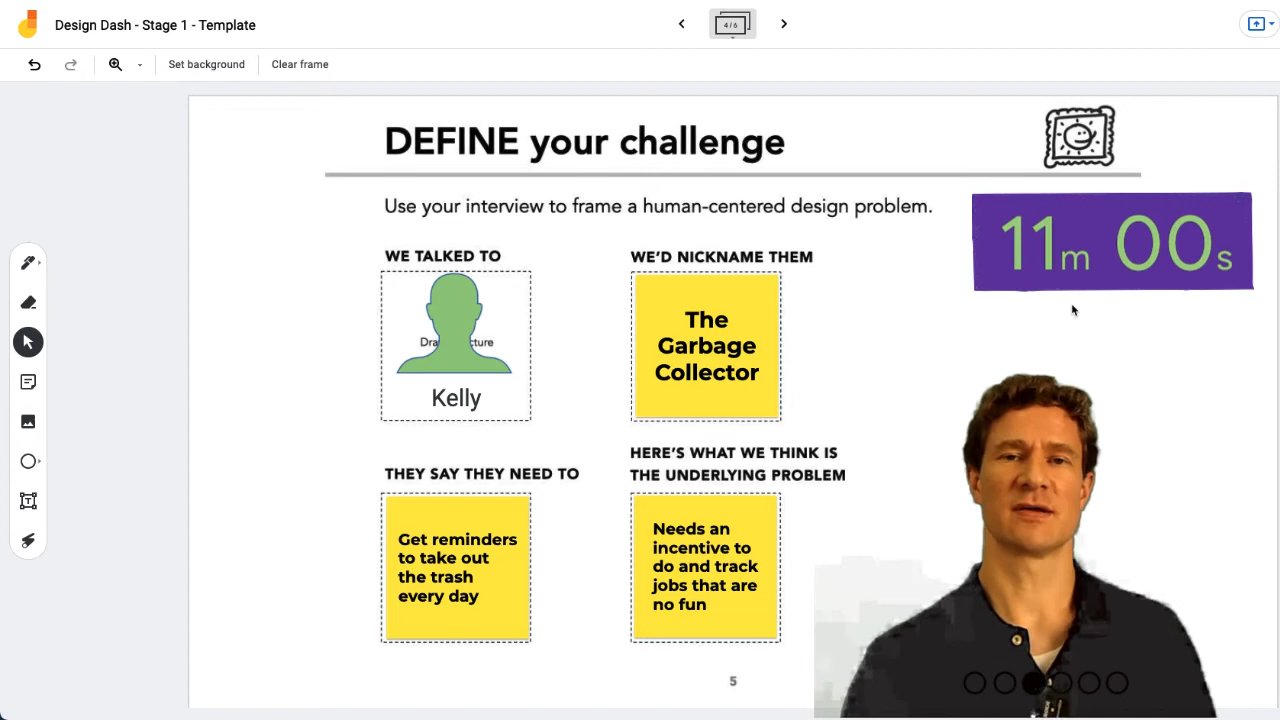 Design Dash - Stage 1 - Template
4 / 6
Set background
Clear frame
DEFINE your challenge
Use your interview to frame a human-centered design problem.
11m 00s
WE TALKED TO
Kelly
WE'D NICKNAME THEM
The
Garbage
Collector
THEY SAY THEY NEED TO
Get reminders
to take out
the trash
every day
HERE'S WHAT WE THINK IS
THE UNDERLYING PROBLEM
Needs an
incentive to
do and track
jobs that are
no fun
5